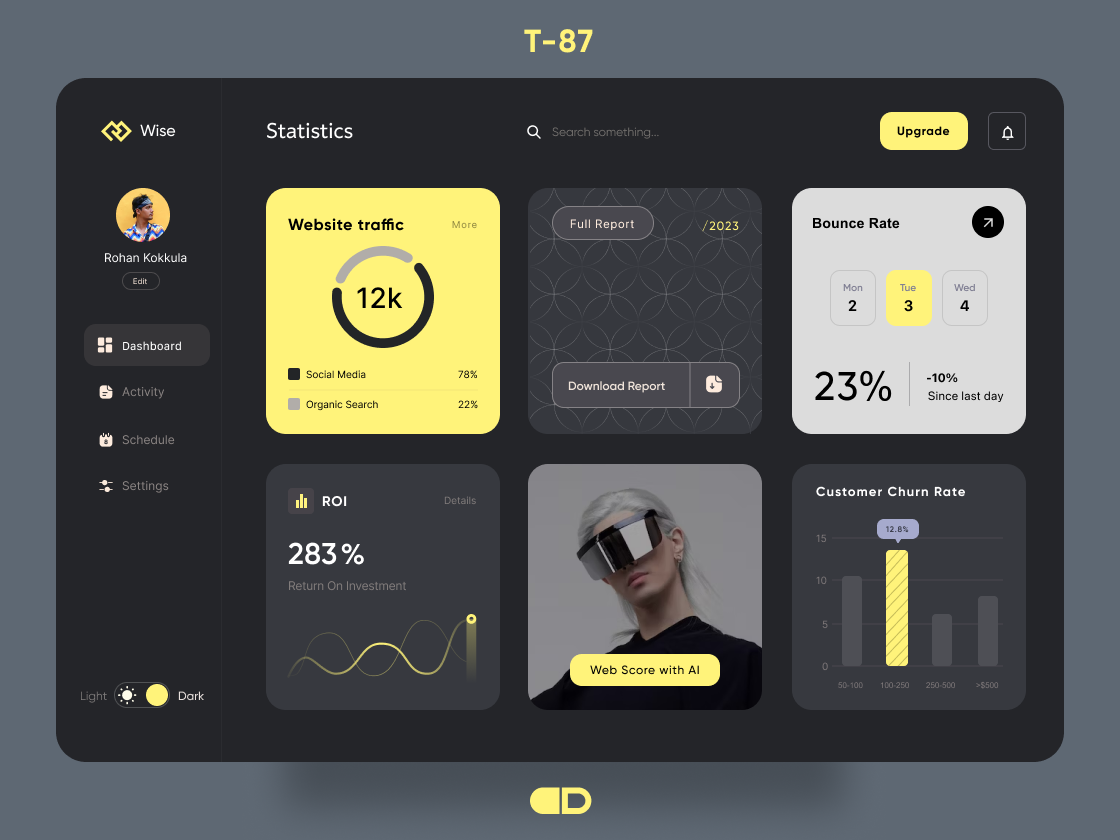 T-87
Wise
Statistics
Search something...
Upgrade
Rohan Kokkula
Edit
Dashboard
Activity
8
Schedule
Settings
Light
Dark
Website traffic
More
12k
Social Media 78%
Organic Search 22%
Full Report
/2023
Download Report
Bounce Rate
Mon Tue Wed
2 3 4
23%
-10%
Since last day
ROI
Details
283%
Return On Investment
Web Score with AI
Customer Churn Rate
12.8%
15
10
5
0
50-100 100-250 250-500 >$500
D